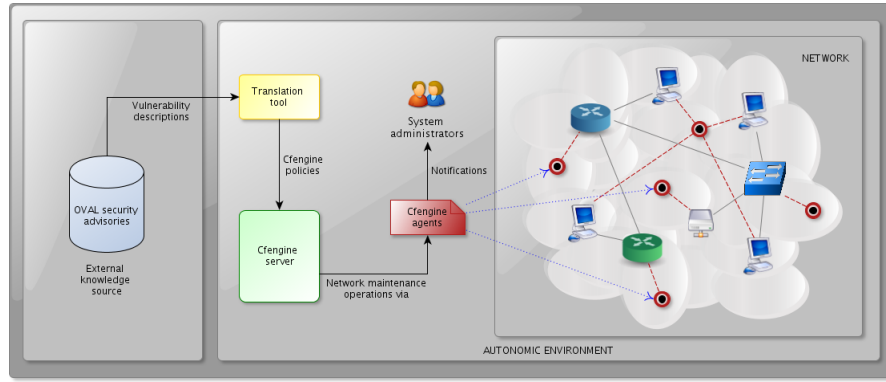 NETWORK
Translation
tool
Vulnerability
descriptions
System
administrators
Cfengine
policies
Notifications
OVAL security
advisories
Cfengine
agents
Cfengine
server
External
knowledge
source
Network maintenance
operations via
AUTONOMIC ENVIRONMENT